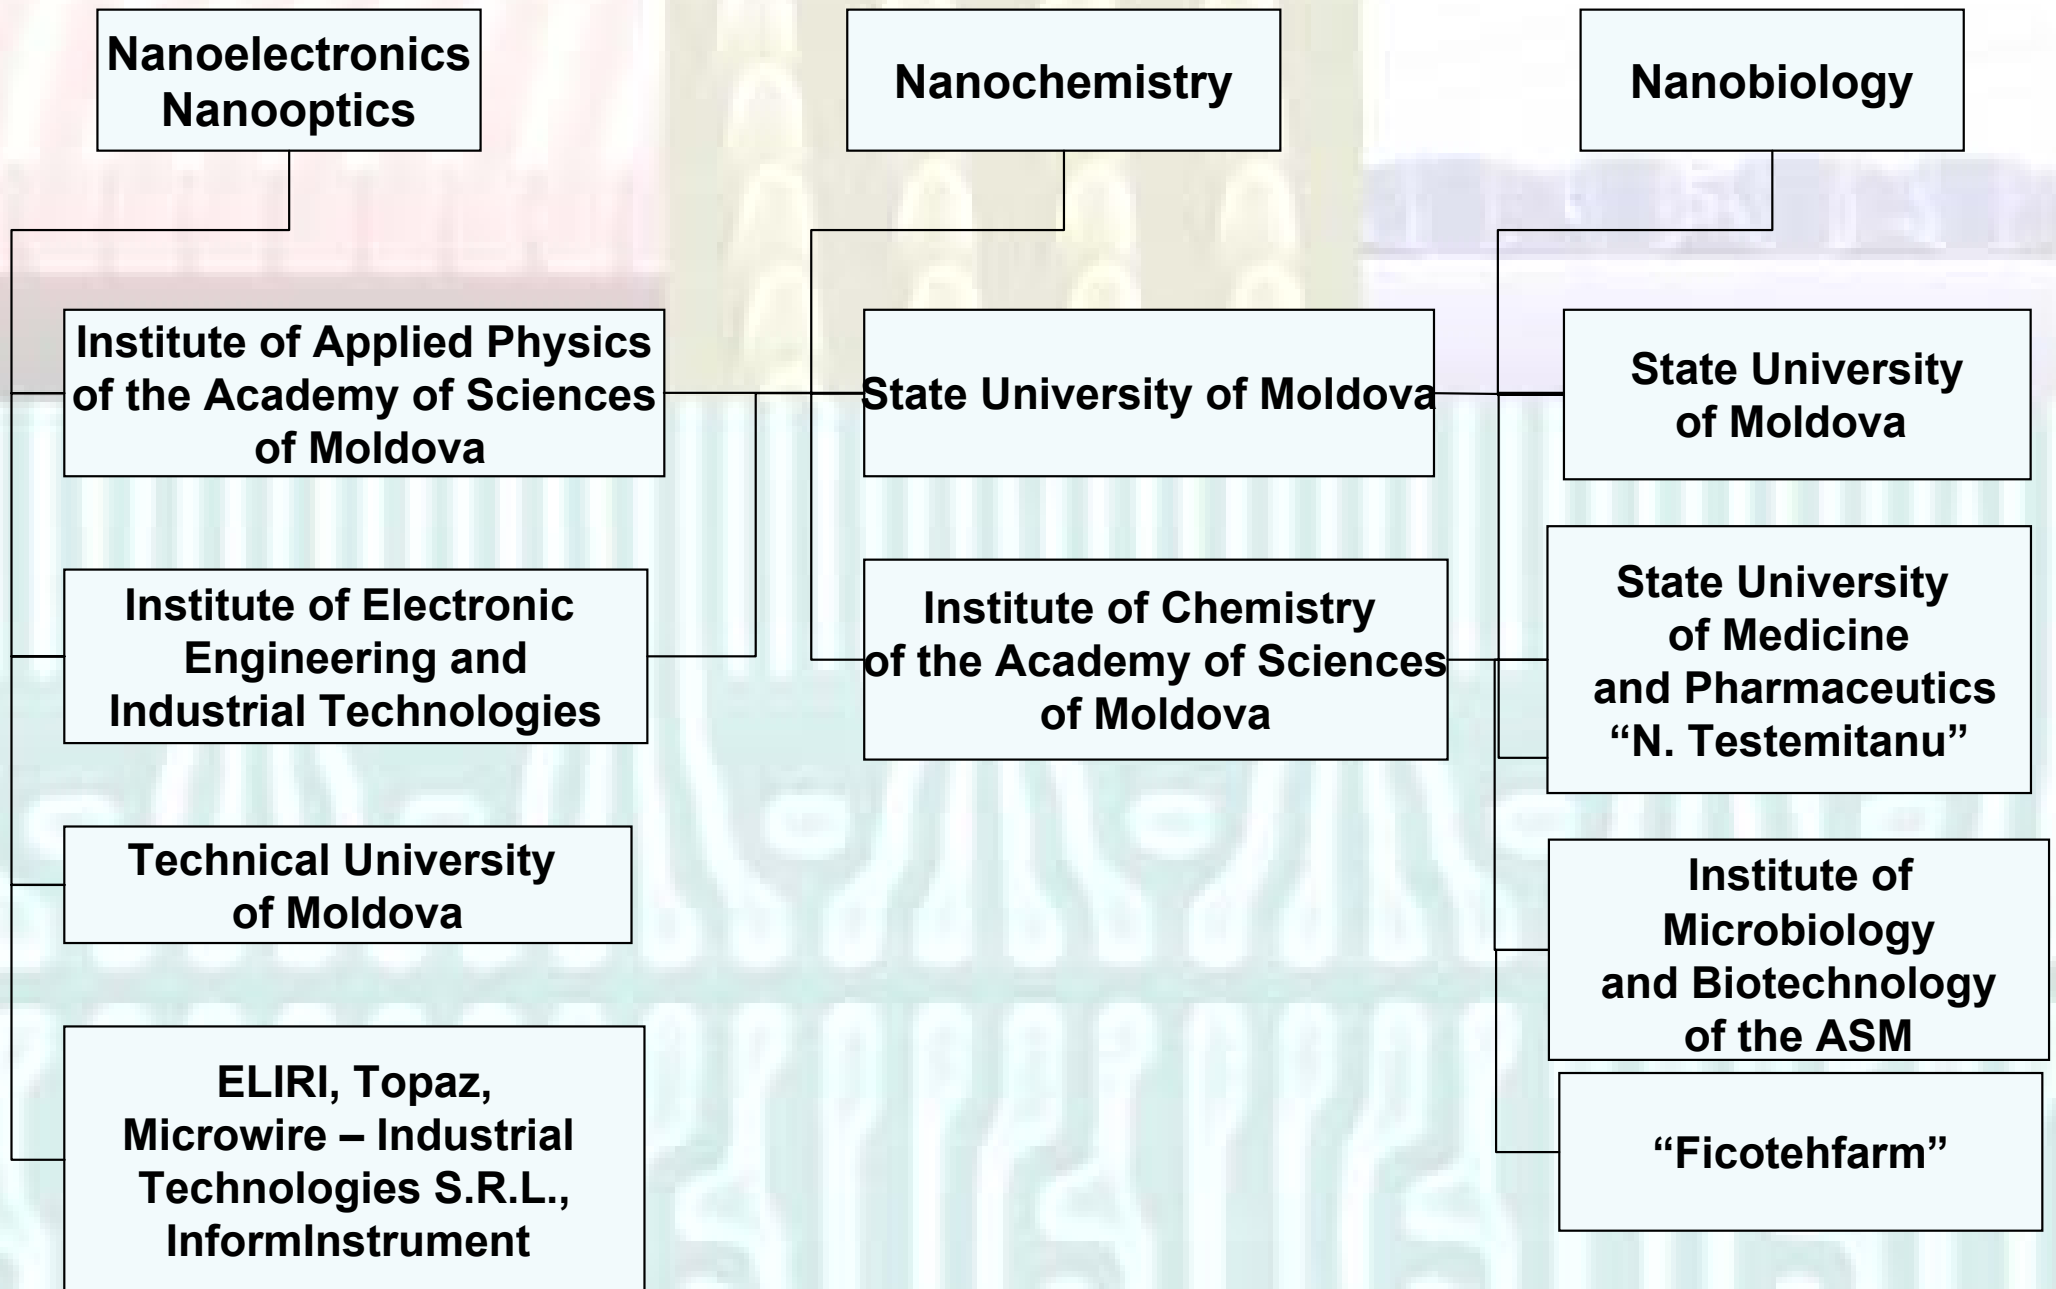 Nanoelectronics
Nanooptics
Nanochemistry
Nanobiology
Institute of Applied Physics
of the Academy of Sciences
of Moldova
State University of Moldova
State University
of Moldova
Institute of Electronic
Engineering and
Industrial Technologies
Institute of Chemistry
of the Academy of Sciences
of Moldova
State University
of Medicine
and Pharmaceutics
“N. Testemitanu”
Technical University
of Moldova
Institute of
Microbiology
and Biotechnology
of the ASM
ELIRI, Topaz,
Microwire – Industrial
Technologies S.R.L.,
InformInstrument
“Ficotehfarm”